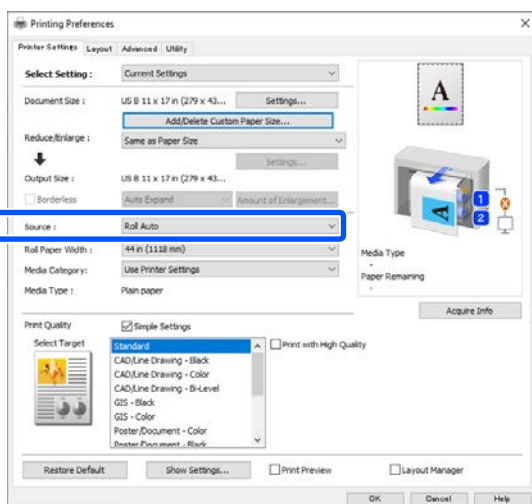 Printing Preferences
Printer Settings Layout Advanced Utility
Select Setting : Current Settings
Document Size : US B 11 x 17 in (279 x 43... Settings...
Add/Delete Custom Paper Size...
Reduce/Enlarge : Same as Paper Size
Settings...
Output Size : US B 11 x 17 in (279 x 43...
Borderless Auto Expand Amount of Enlargement...
Source : Roll Auto
Roll Paper Width : 44 in (1118 mm)
Media Category: Use Printer Settings
Media Type : Plain paper
A
A
1
2
Media Type
-
Paper Remaining
-
Acquire Info
Print Quality Simple Settings
Select Target
Standard
CAD/Line Drawing - Black
CAD/Line Drawing - Color
CAD/Line Drawing - Bi-Level
GIS - Black
GIS - Color
Poster/Document - Color
Poster/Document - Black
Print with High Quality
Restore Default Show Settings... Print Preview Layout Manager
OK Cancel Help